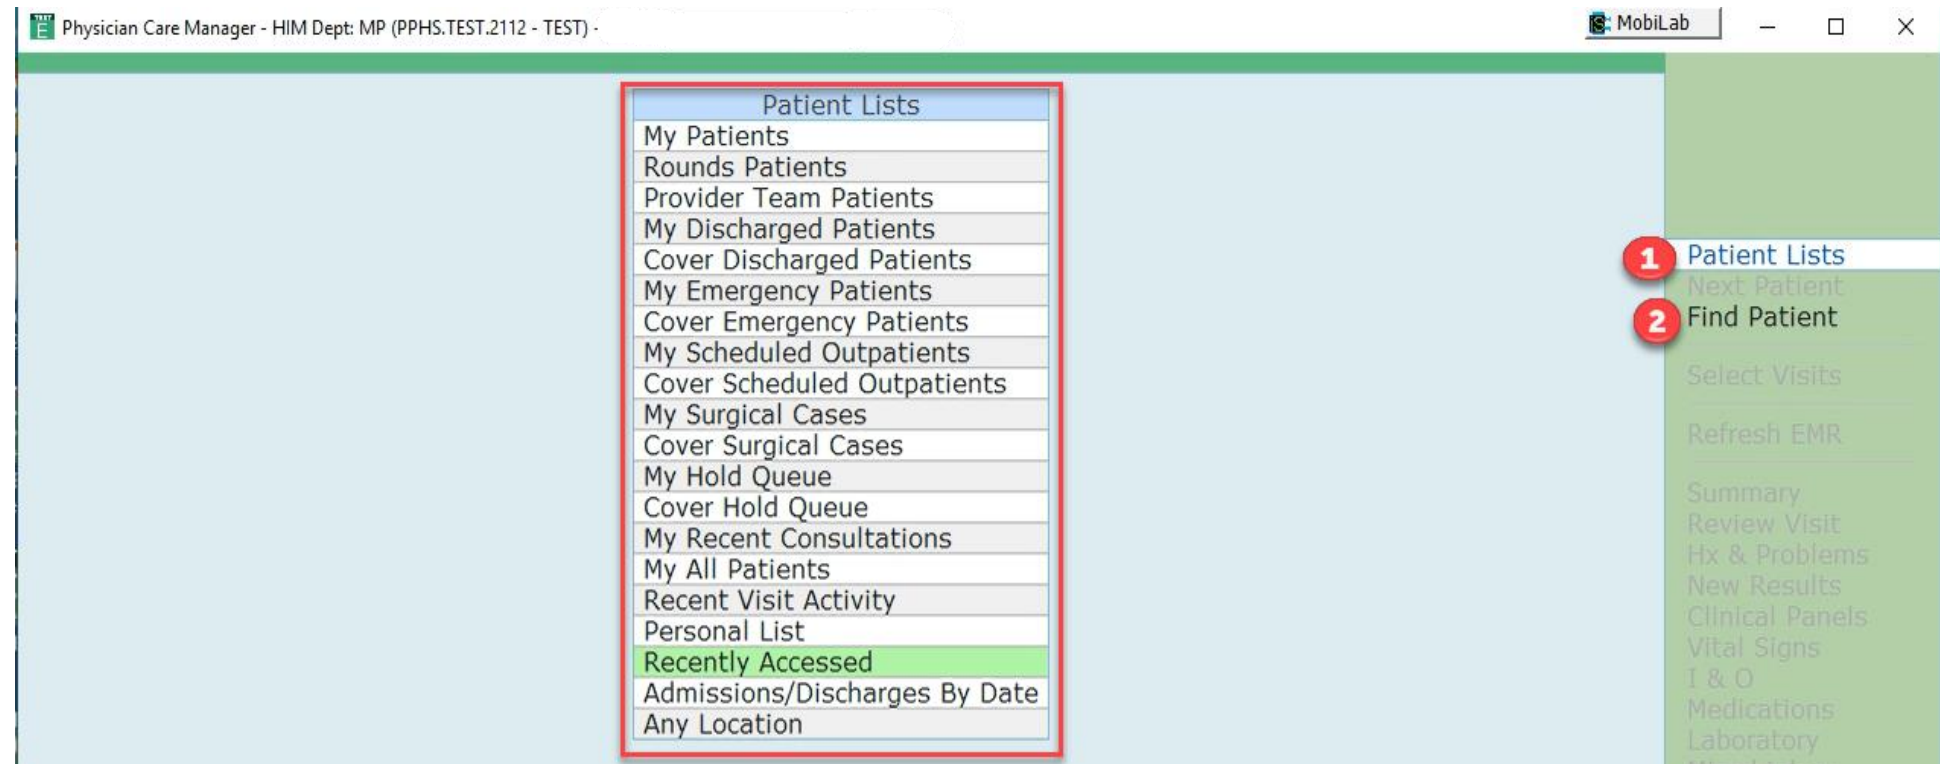 Physician Care Manager - HIM Dept: MP (PPHS.TEST.2112 - TEST) -
MobiLab
Patient Lists
My Patients
Rounds Patients
Provider Team Patients
My Discharged Patients
Cover Discharged Patients
My Emergency Patients
Cover Emergency Patients
My Scheduled Outpatients
Cover Scheduled Outpatients
My Surgical Cases
Cover Surgical Cases
My Hold Queue
Cover Hold Queue
My Recent Consultations
My All Patients
Recent Visit Activity
Personal List
Recently Accessed
Admissions/Discharges By Date
Any Location
1 Patient Lists
Next Patient
2 Find Patient
Select Visits
Refresh EMR
Summary
Review Visit
Hx & Problems
New Results
Clinical Panels
Vital Signs
I & O
Medications
Laboratory